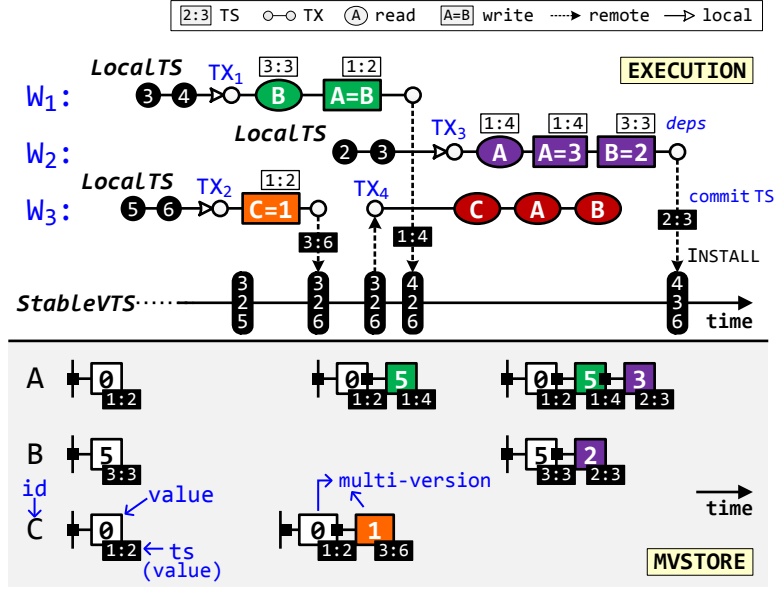 2:3 TS TX A read A=B write remote local
LocalTS TX1 3:3 1:2 EXECUTION
W1: 3 4 B A=B
LocalTS TX3 1:4 1:4 3:3 deps
W2: 2 3 A A=3 B=2
LocalTS TX2 1:2 TX4
W3: 5 6 C=1 C A B
commit TS
3:6 1:4 2:3
INSTALL
StableVTS
3 2 5
3 2 6
3 2 6
4 2 6
4 3 6
time
A 0 1:2 0 1:2 5 1:4 0 1:2 5 1:4 3 2:3
B 5 3:3 5 3:3 2 2:3
id value multi-version
time
C 0 1:2 0 1:2 1 3:6
ts
(value)
MVSTORE